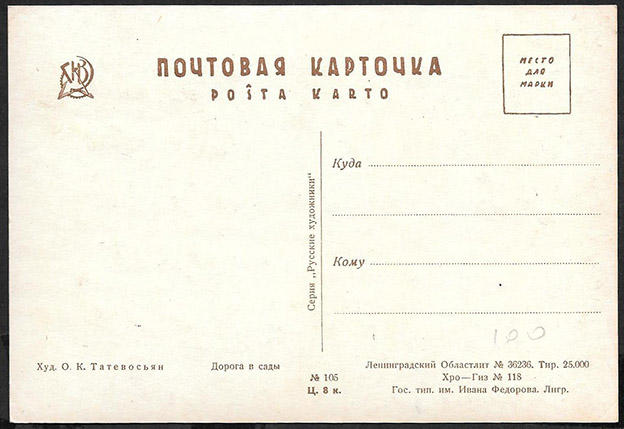 ПОЧТОВАЯ КАРТОЧКА
POŜTA KARTO
МЕСТО
ДЛЯ
МАРКИ
Куда
Кому
Серия „Русские художники“
Худ. О. К. Татевосьян
Дорога в сады
№ 105
Ц. 8 к.
Ленинградский Областлит № 36236. Тир. 25.000
Хро—Гиз № 118
Гос. тип. им. Ивана Федорова. Лнгр.
100